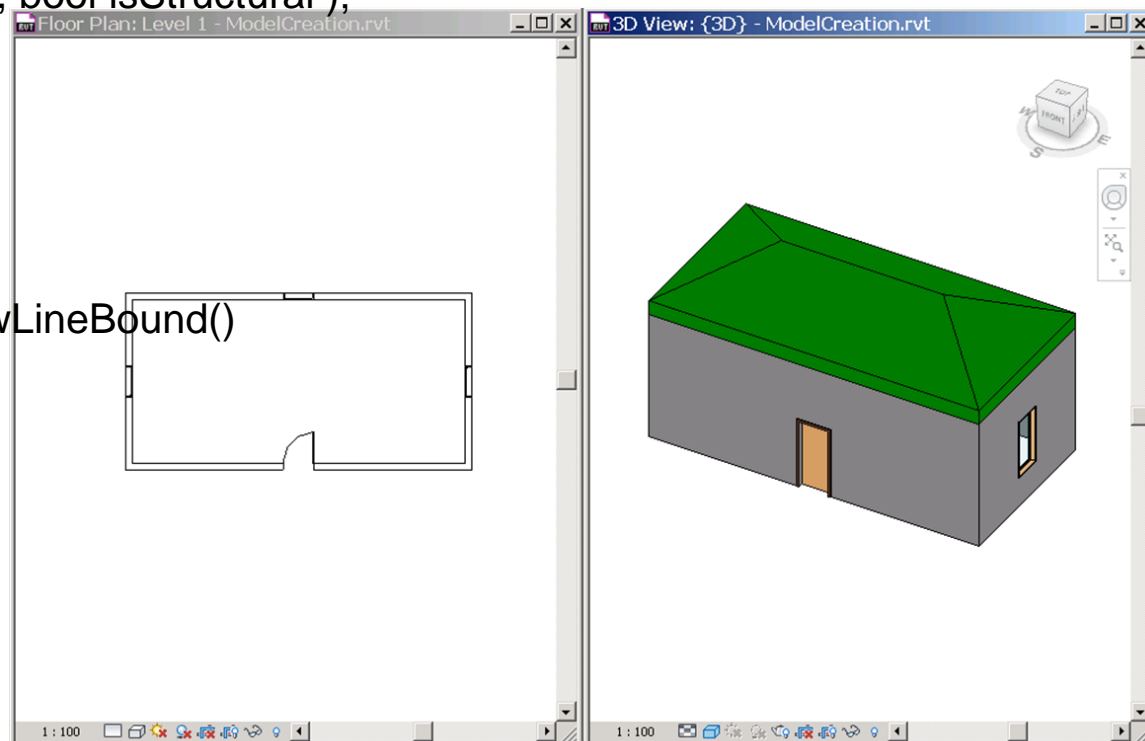 , bool isStructural );
Floor Plan: Level 1 - ModelCreation.rvt
3D View: {3D} - ModelCreation.rvt
TOP
FRONT
W
S
E
wLineBound()
1 : 100
1 : 100